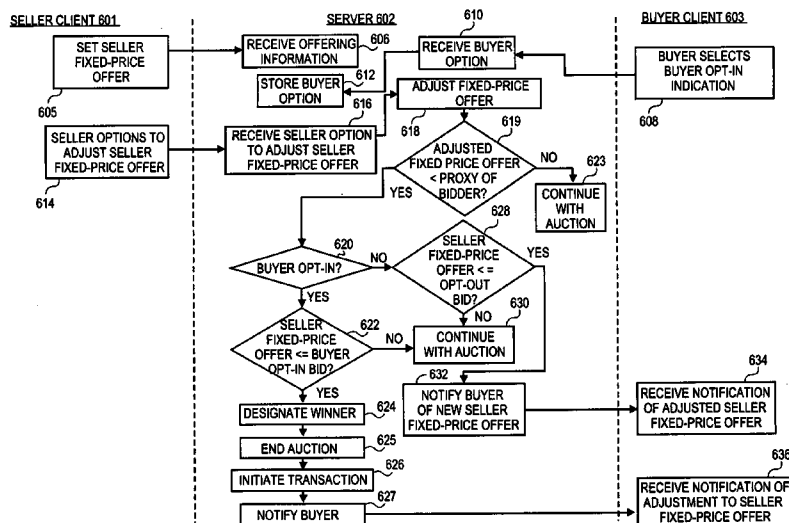 SELLER CLIENT 601
SERVER 602
BUYER CLIENT 603
SET SELLER
FIXED-PRICE
OFFER
605
RECEIVE OFFERING
INFORMATION
606
610
RECEIVE BUYER
OPTION
BUYER SELECTS
BUYER OPT-IN
INDICATION
608
612
STORE BUYER
OPTION
616
ADJUST FIXED-PRICE
OFFER
618
SELLER OPTIONS TO
ADJUST SELLER
FIXED-PRICE OFFER
614
RECEIVE SELLER OPTION
TO ADJUST SELLER
FIXED-PRICE OFFER
619
ADJUSTED
FIXED PRICE OFFER
< PROXY OF
BIDDER?
NO
YES
623
CONTINUE
WITH
AUCTION
620
BUYER OPT-IN?
NO
YES
628
SELLER
FIXED-PRICE
OFFER <=
OPT-OUT
BID?
YES
NO
622
SELLER
FIXED-PRICE
OFFER <= BUYER
OPT-IN BID?
NO
YES
630
CONTINUE
WITH AUCTION
632
NOTIFY BUYER
OF NEW SELLER
FIXED-PRICE OFFER
634
RECEIVE NOTIFICATION
OF ADJUSTED SELLER
FIXED-PRICE OFFER
DESIGNATE WINNER
624
END AUCTION
625
INITIATE TRANSACTION
626
NOTIFY BUYER
627
636
RECEIVE NOTIFICATION OF
ADJUSTMENT TO SELLER
FIXED-PRICE OFFER